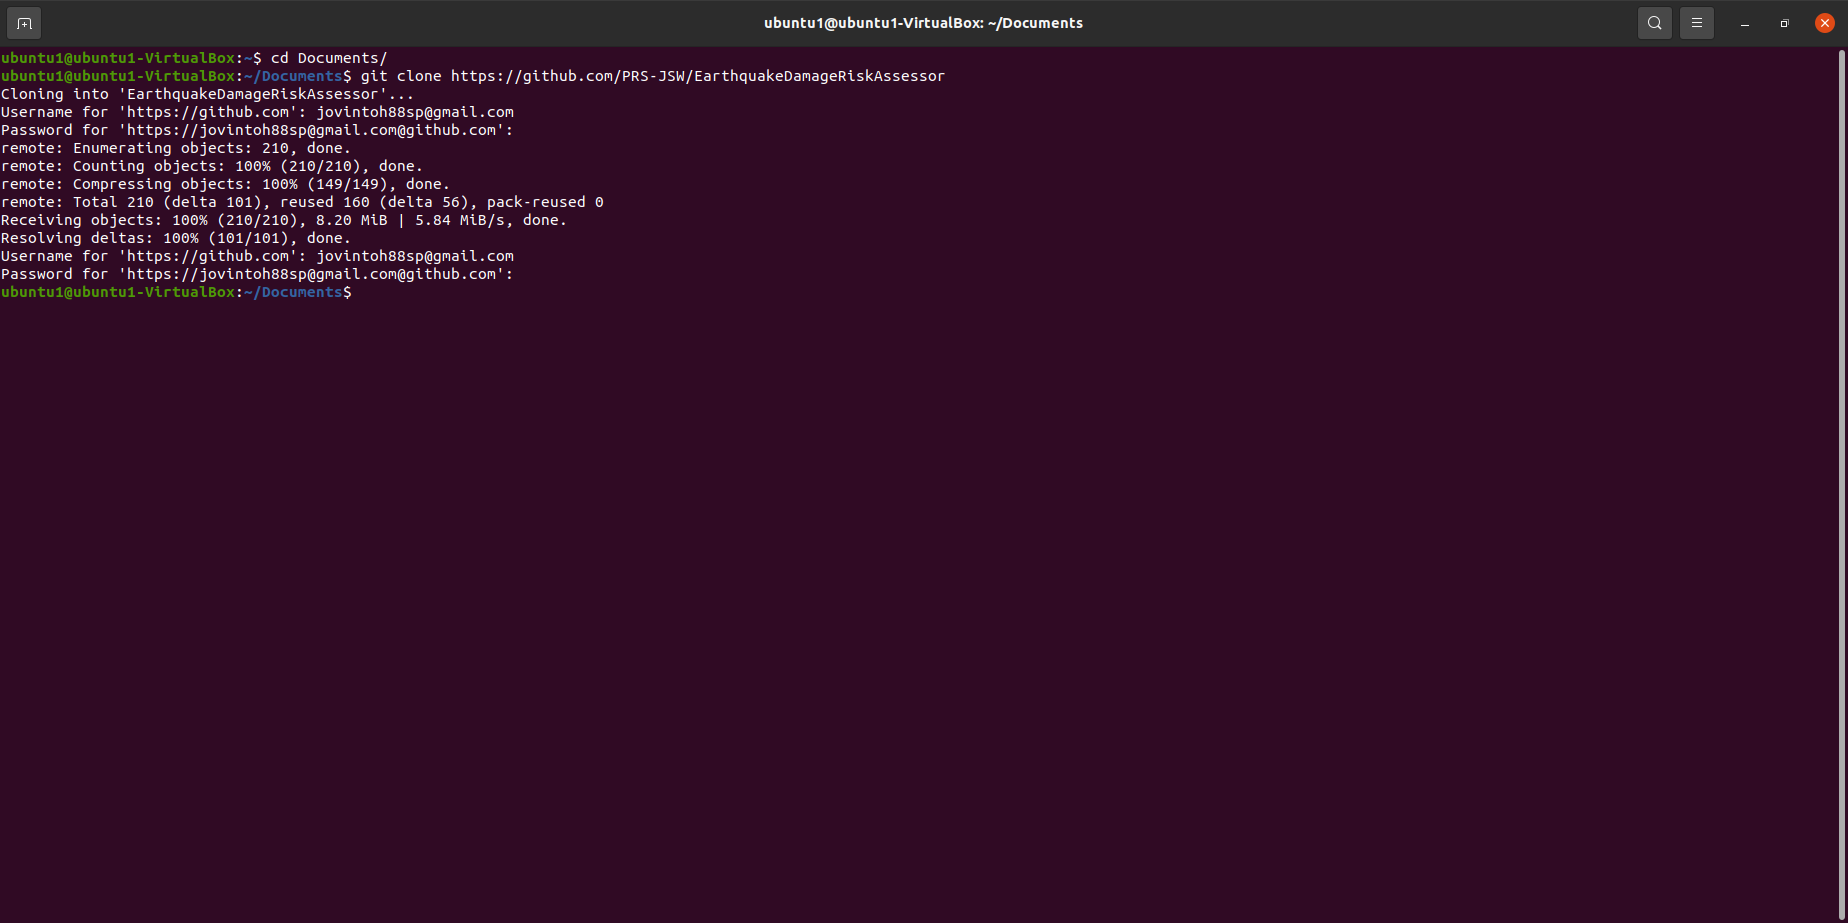 ubuntu1@ubuntu1-VirtualBox: ~/Documents
ubuntu1@ubuntu1-VirtualBox:~$ cd Documents/
ubuntu1@ubuntu1-VirtualBox:~/Documents$ git clone https://github.com/PRS-JSW/EarthquakeDamageRiskAssessor
Cloning into 'EarthquakeDamageRiskAssessor'...
Username for 'https://github.com': jovintoh88sp@gmail.com
Password for 'https://jovintoh88sp@gmail.com@github.com':
remote: Enumerating objects: 210, done.
remote: Counting objects: 100% (210/210), done.
remote: Compressing objects: 100% (149/149), done.
remote: Total 210 (delta 101), reused 160 (delta 56), pack-reused 0
Receiving objects: 100% (210/210), 8.20 MiB | 5.84 MiB/s, done.
Resolving deltas: 100% (101/101), done.
Username for 'https://github.com': jovintoh88sp@gmail.com
Password for 'https://jovintoh88sp@gmail.com@github.com':
ubuntu1@ubuntu1-VirtualBox:~/Documents$